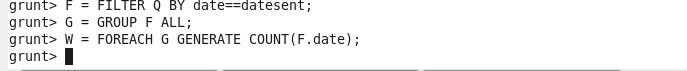 grunt> F = FILTER Q BY date==datesent;
grunt> G = GROUP F ALL;
grunt> W = FOREACH G GENERATE COUNT(F.date);
grunt>